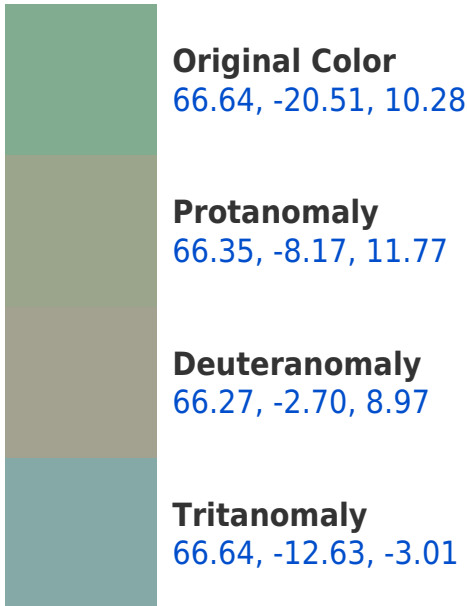 Original Color
66.64, -20.51, 10.28
Protanomaly
66.35, -8.17, 11.77
Deuteranomaly
66.27, -2.70, 8.97
Tritanomaly
66.64, -12.63, -3.01